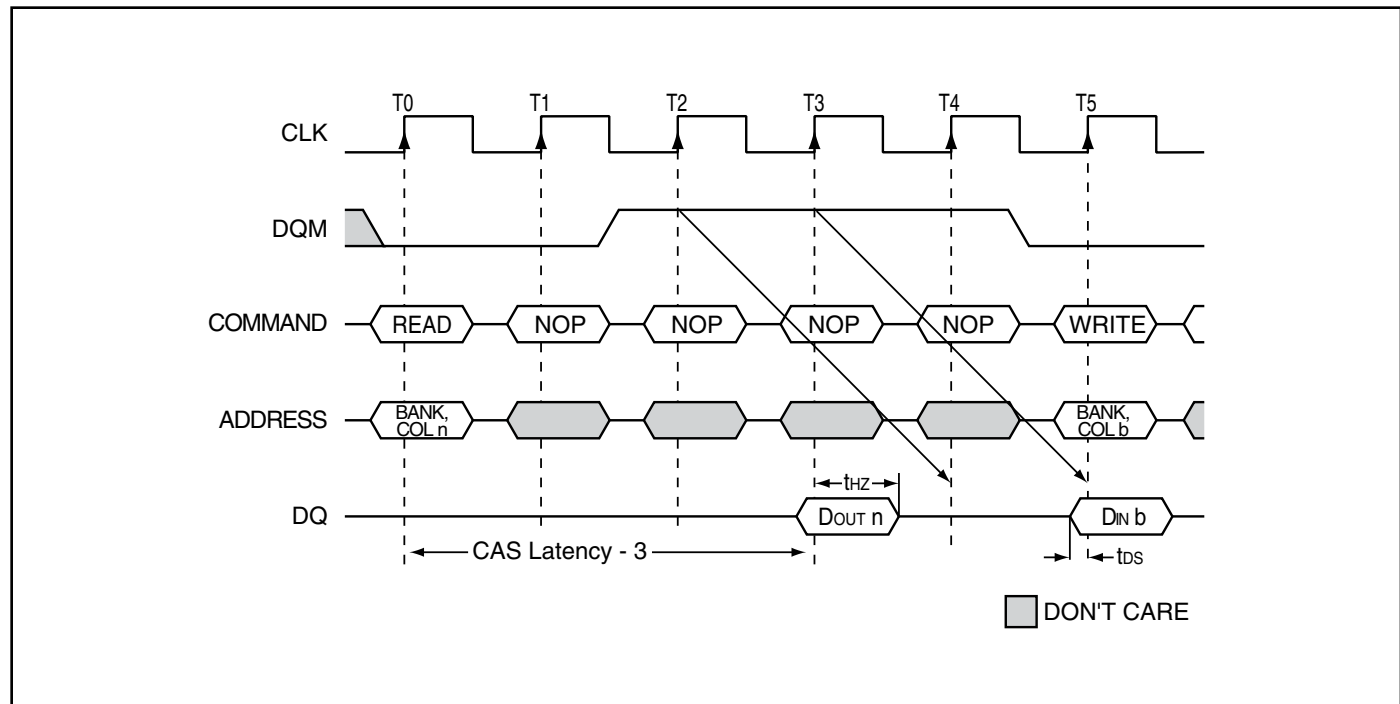 T0 T1 T2 T3 T4 T5
CLK
DQM
COMMAND READ NOP NOP NOP NOP WRITE
ADDRESS BANK, COL n BANK, COL b
tHZ
DQ DOUT n DIN b
CAS Latency - 3 tDS
DON'T CARE